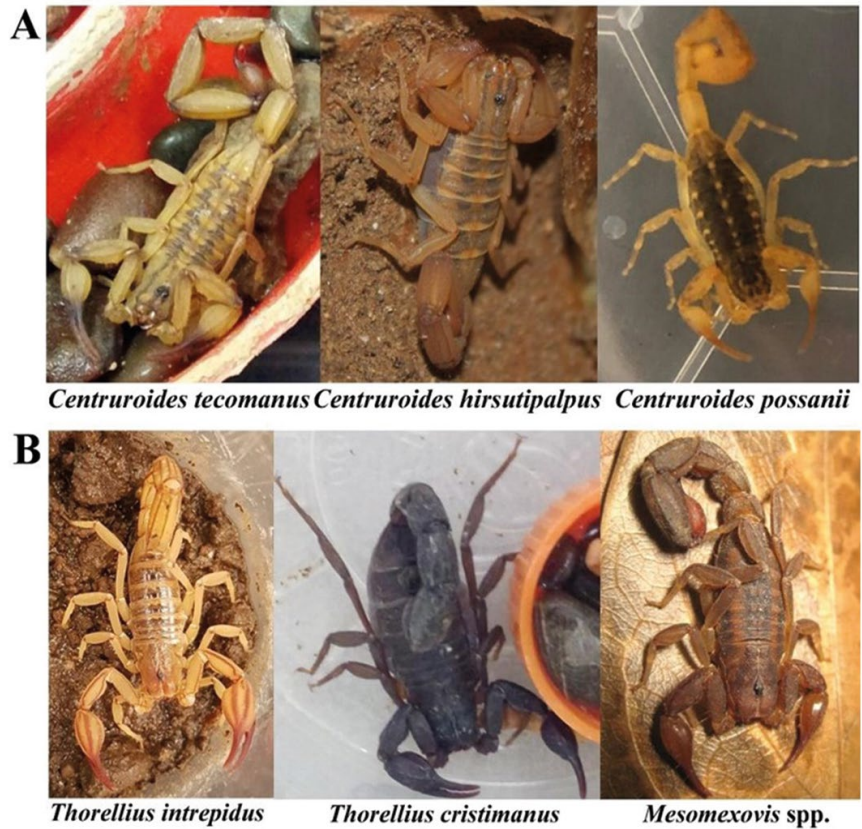 A
Centruroides tecomanus Centruroides hirsutipalpus Centruroides possanii
B
Thorellius intrepidus Thorellius cristimanus Mesomexovis spp.